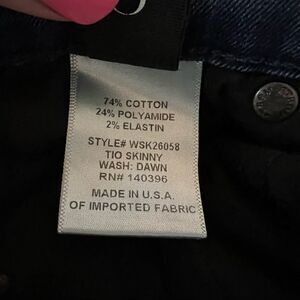 74% COTTON
24% POLYAMIDE
2% ELASTIN
STYLE# WSK26058
TIO SKINNY
WASH: DAWN
RN# 140396
MADE IN U.S.A.
OF IMPORTED FABRIC